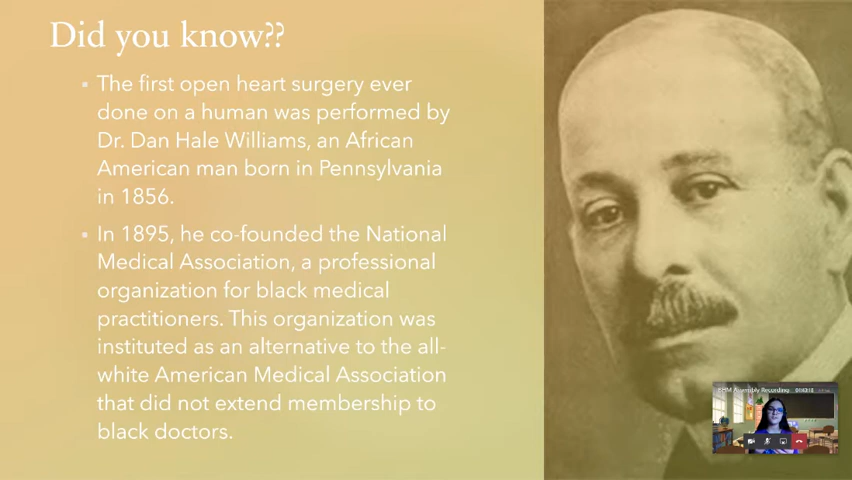 Did you know??
▪ The first open heart surgery ever
done on a human was performed by
Dr. Dan Hale Williams, an African
American man born in Pennsylvania
in 1856.
▪ In 1895, he co-founded the National
Medical Association, a professional
organization for black medical
practitioners. This organization was
instituted as an alternative to the all-
white American Medical Association
that did not extend membership to
black doctors.
BHM Assembly Recording